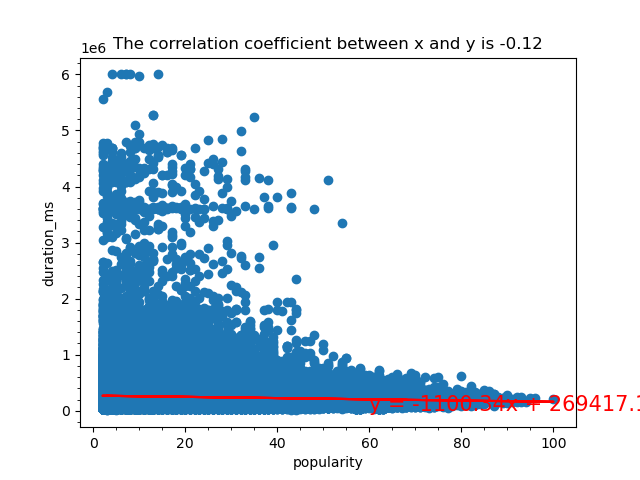 The correlation coefficient between x and y is -0.12
1e6
6
5
4
3
2
1
0
duration_ms
y = -1100.34x + 269417.1
0 20 40 60 80 100
popularity